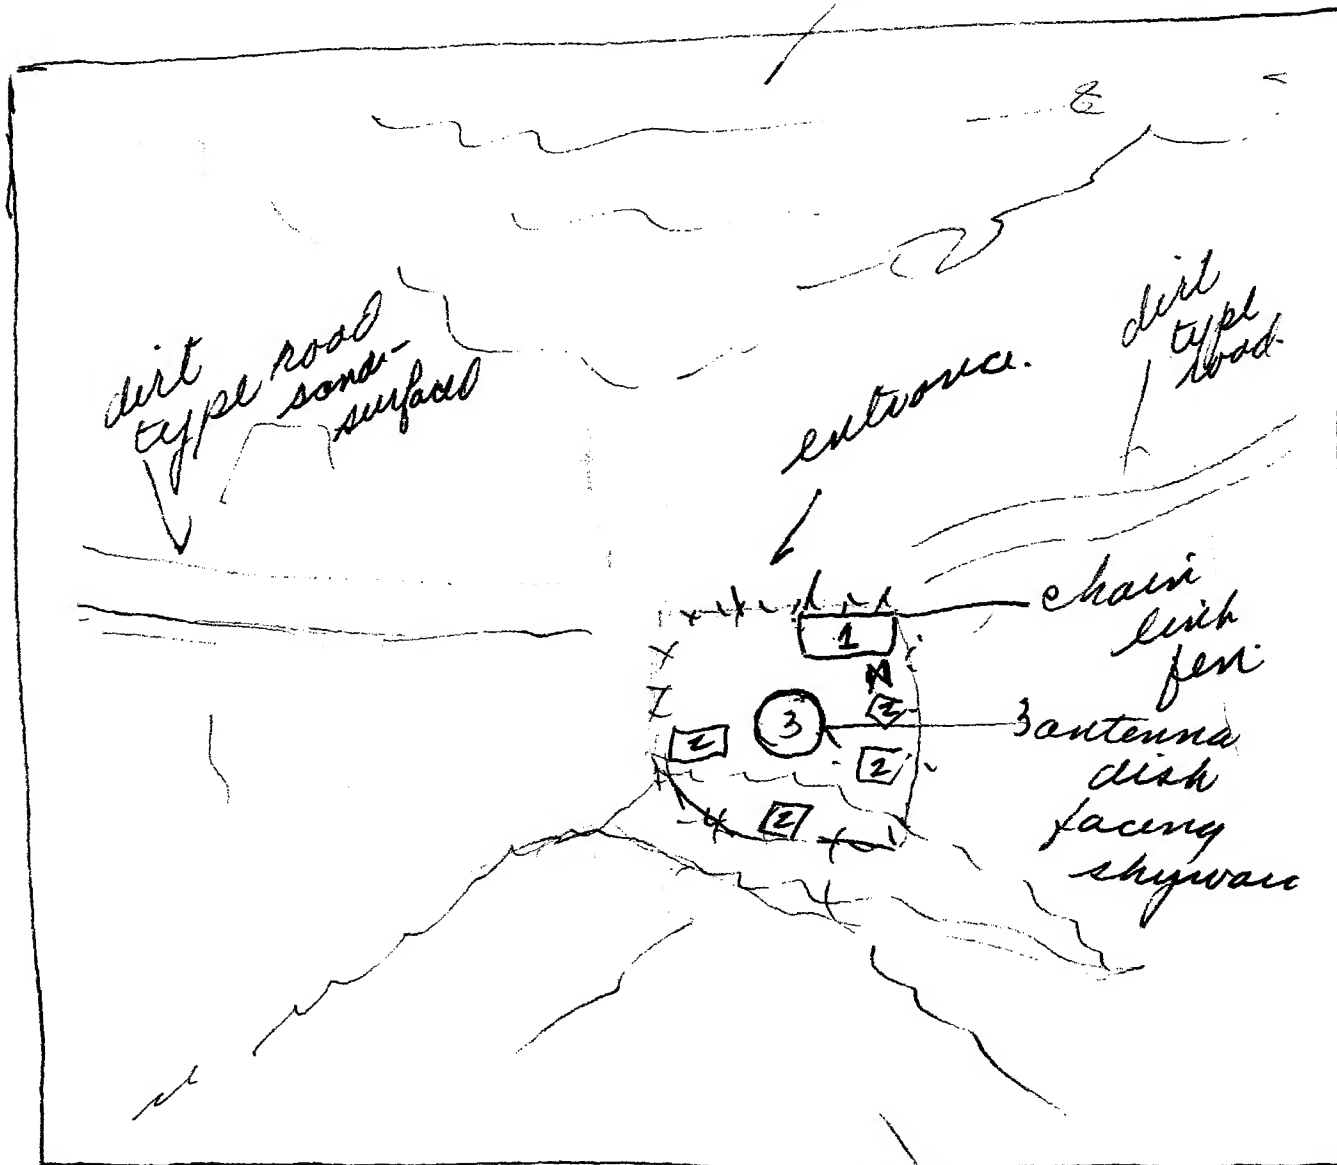 dirt
type road
sand-
surfaced
dirt
type
road.
entrance.
chain
link
fen
1
3
2
2
2
2
3 antenna
dish
facing
skywar